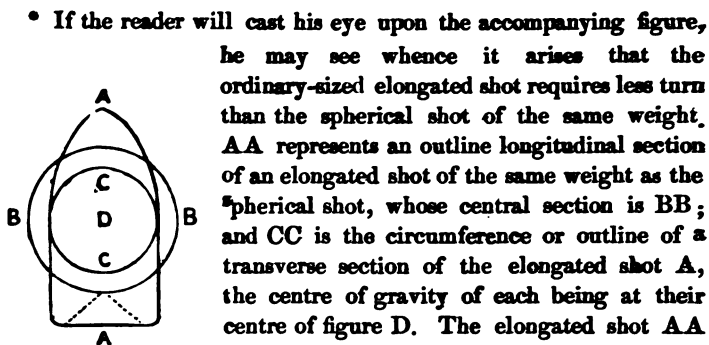 * If the reader will cast his eye upon the accompanying figure,
he may see whence it arises that the
ordinary-sized elongated shot requires less turn
than the spherical shot of the same weight.
AA represents an outline longitudinal section
of an elongated shot of the same weight as the
spherical shot, whose central section is BB;
and CC is the circumference or outline of a
transverse section of the elongated shot A,
the centre of gravity of each being at their
centre of figure D. The elongated shot AA
A
C
B D B
C
A